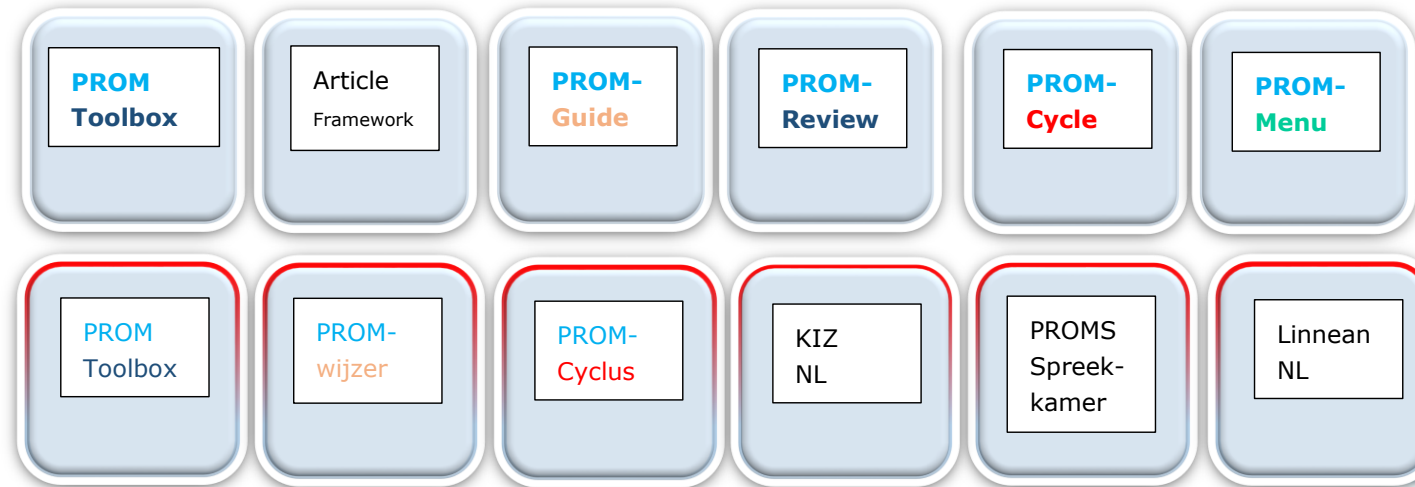 PROM
Toolbox
Article
Framework
PROM-
Guide
PROM-
Review
PROM-
Cycle
PROM-
Menu
PROM
Toolbox
PROM-
wijzer
PROM-
Cyclus
KIZ
NL
PROMS
Spreek-
kamer
Linnean
NL